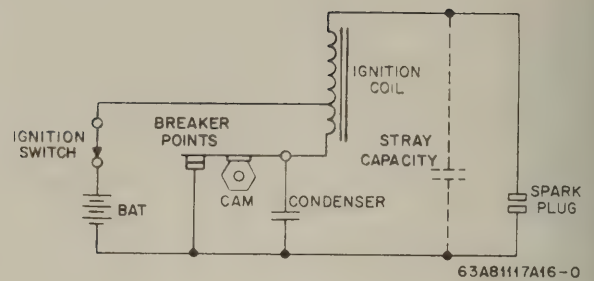 IGNITION
COIL
BREAKER
POINTS
IGNITION
SWITCH
STRAY
CAPACITY
BAT
CAM
CONDENSER
SPARK
PLUG
63A81117A16-0